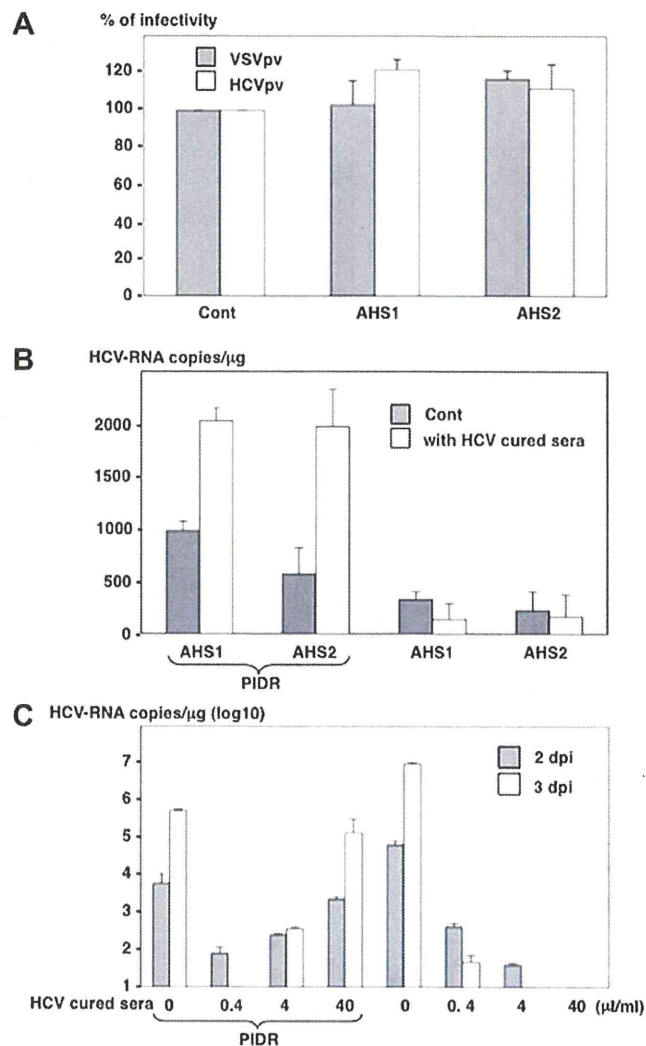 A
% of infectivity
VSVpv
HCVpv
120
100
80
60
40
20
0
Cont AHS1 AHS2
B
HCV-RNA copies/μg
Cont
with HCV cured sera
2000
1500
1000
500
0
AHS1 AHS2 AHS1 AHS2
PIDR
C HCV-RNA copies/μg (log10)
2 dpi
3 dpi
7
6
5
4
3
2
1
HCV cured sera 0 0.4 4 40 0 0. 4 4 40 (μl/ml)
PIDR